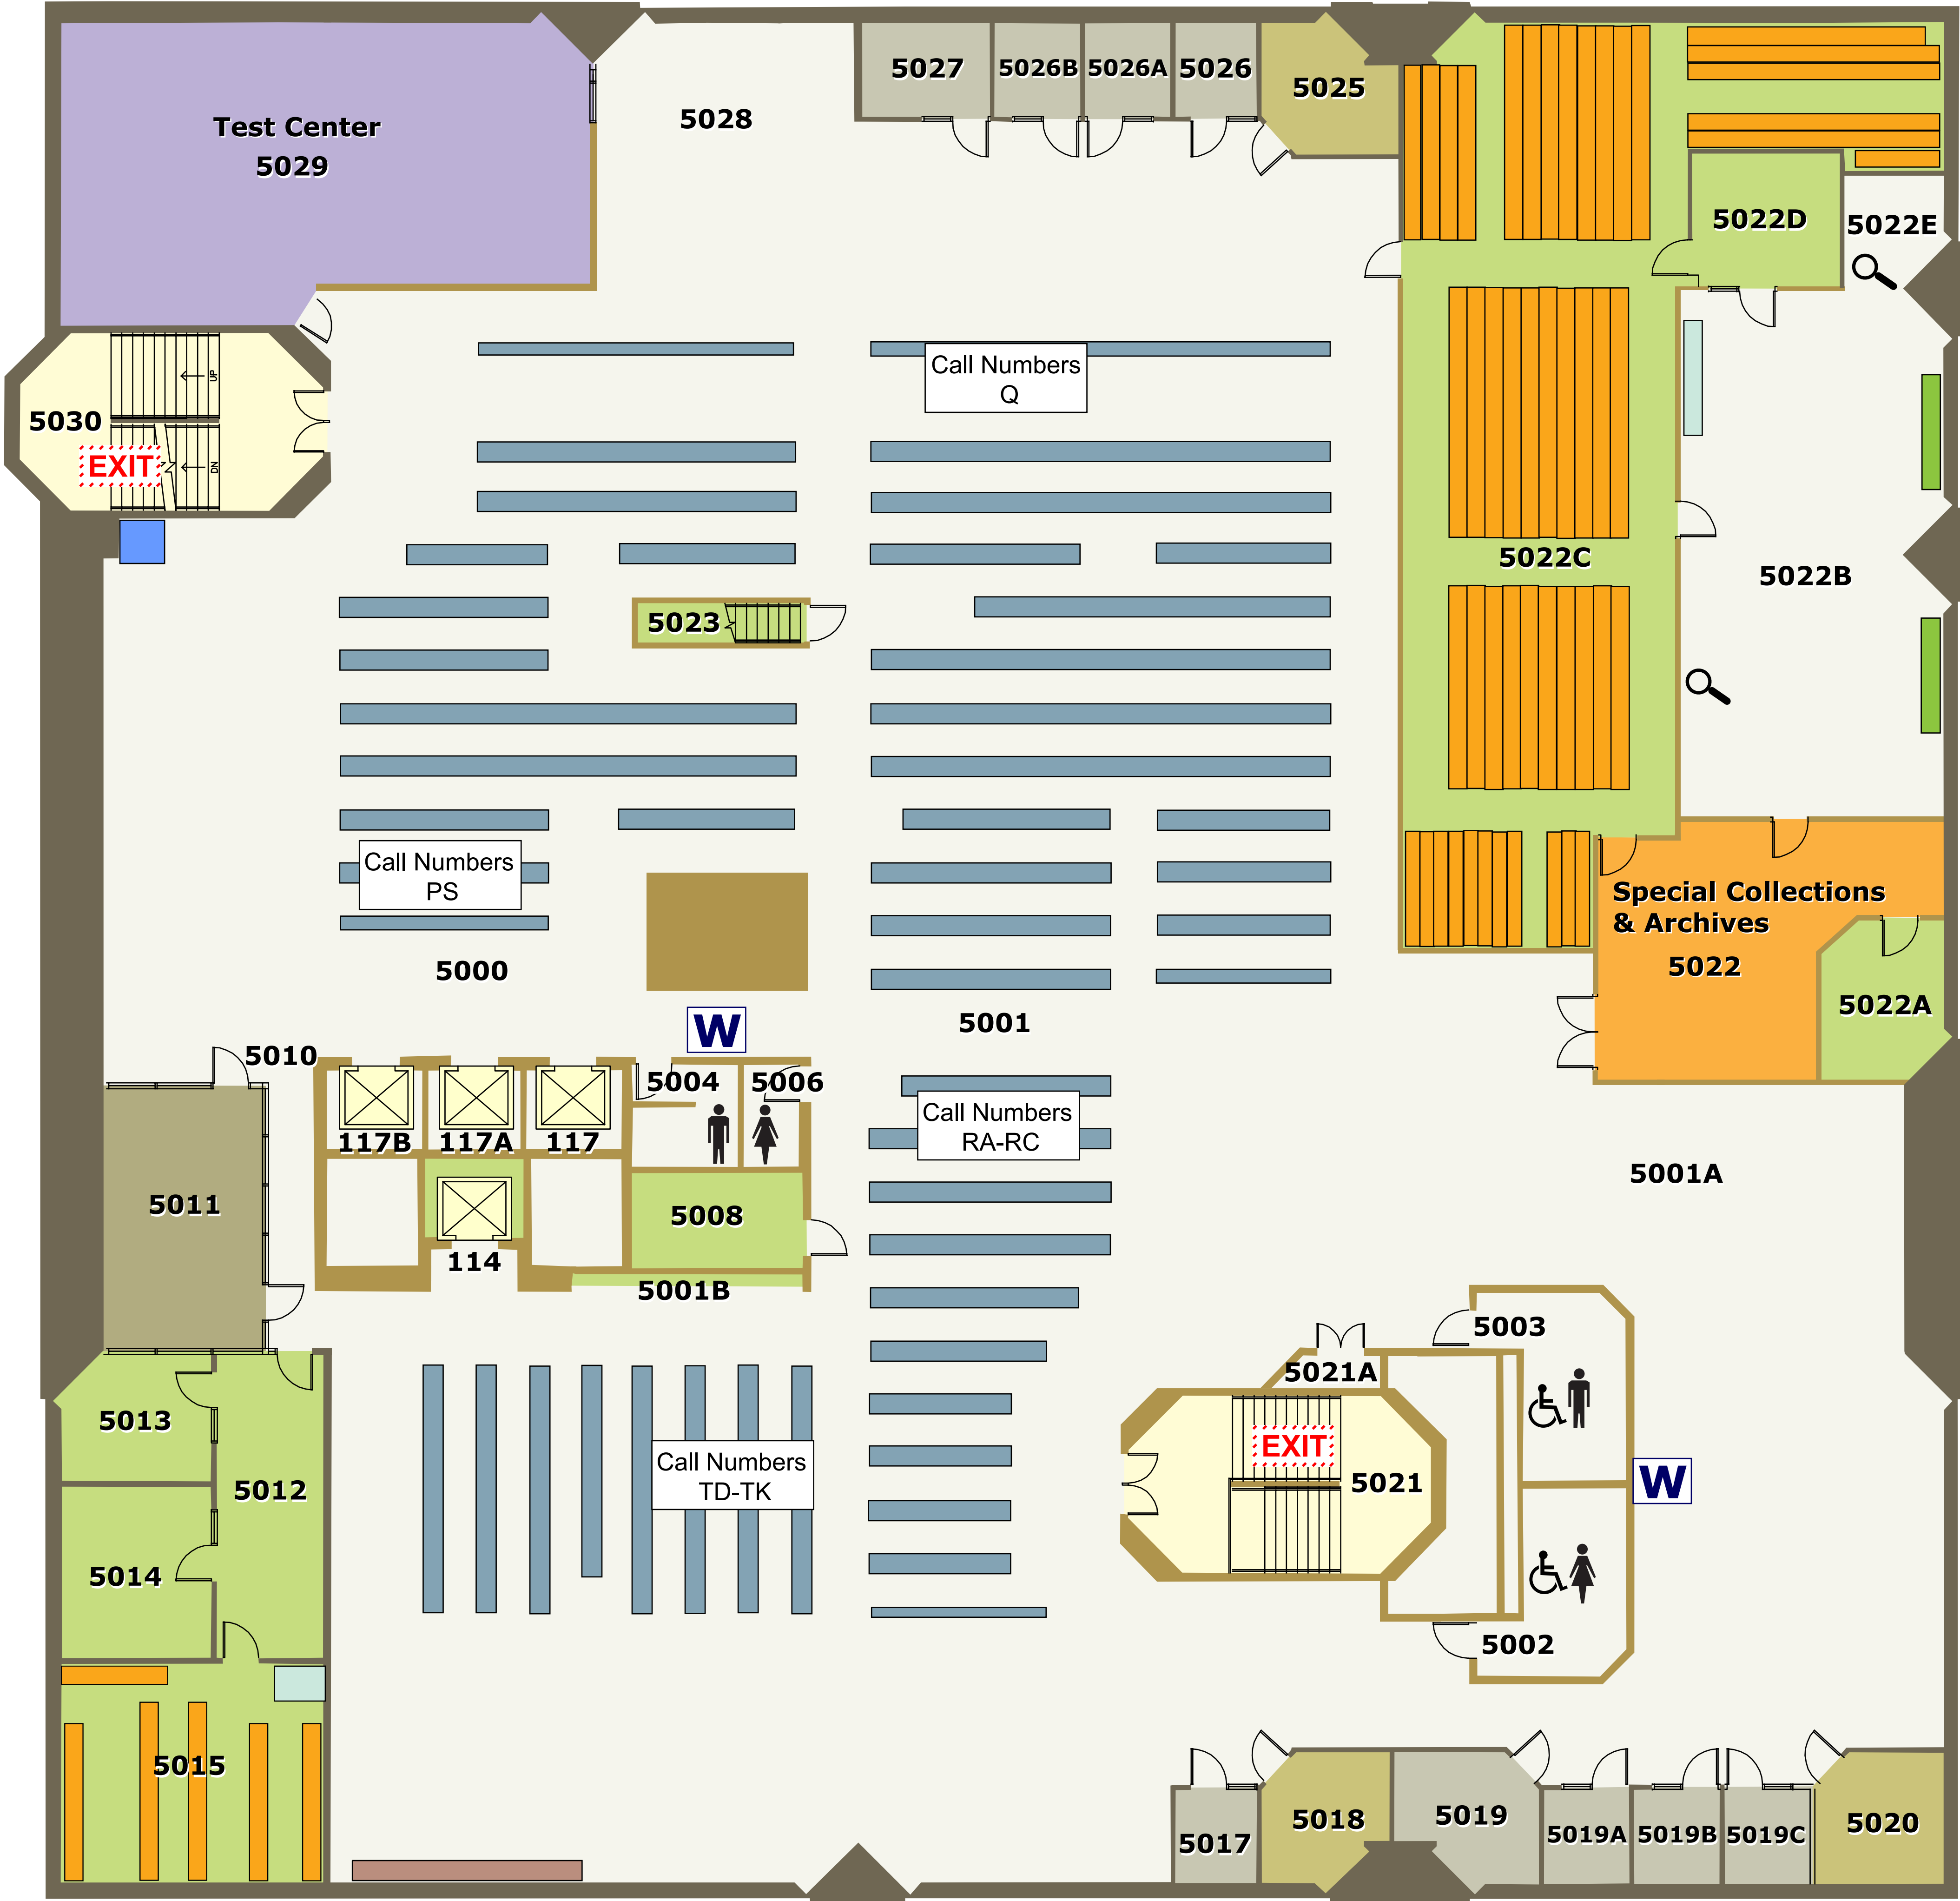 5027
5026B
5026A
5026
5025
5028
Test Center
5029
5022D
5022E
UP
5030
EXIT
DN
Call Numbers
Q
5022C
5022B
5023
Call Numbers
PS
Special Collections
& Archives
5022
5022A
5000
5001
W
5010
5004
5006
117B
117A
117
Call Numbers
RA-RC
5001A
5011
5008
114
5001B
5003
5021A
5013
5012
5014
Call Numbers
TD-TK
EXIT
5021
W
5002
5015
5017
5018
5019
5019A
5019B
5019C
5020